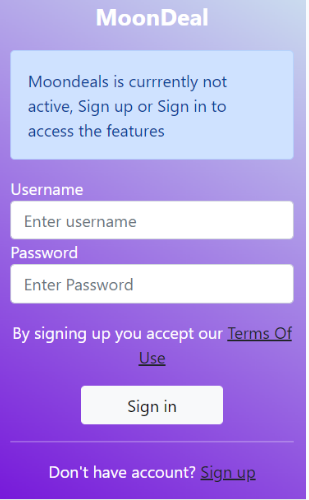 MoonDeal
Moondeals is currrently not
active, Sign up or Sign in to
access the features
Username
Enter username
Password
Enter Password
By signing up you accept our Terms Of
Use
Sign in
Don't have account? Sign up